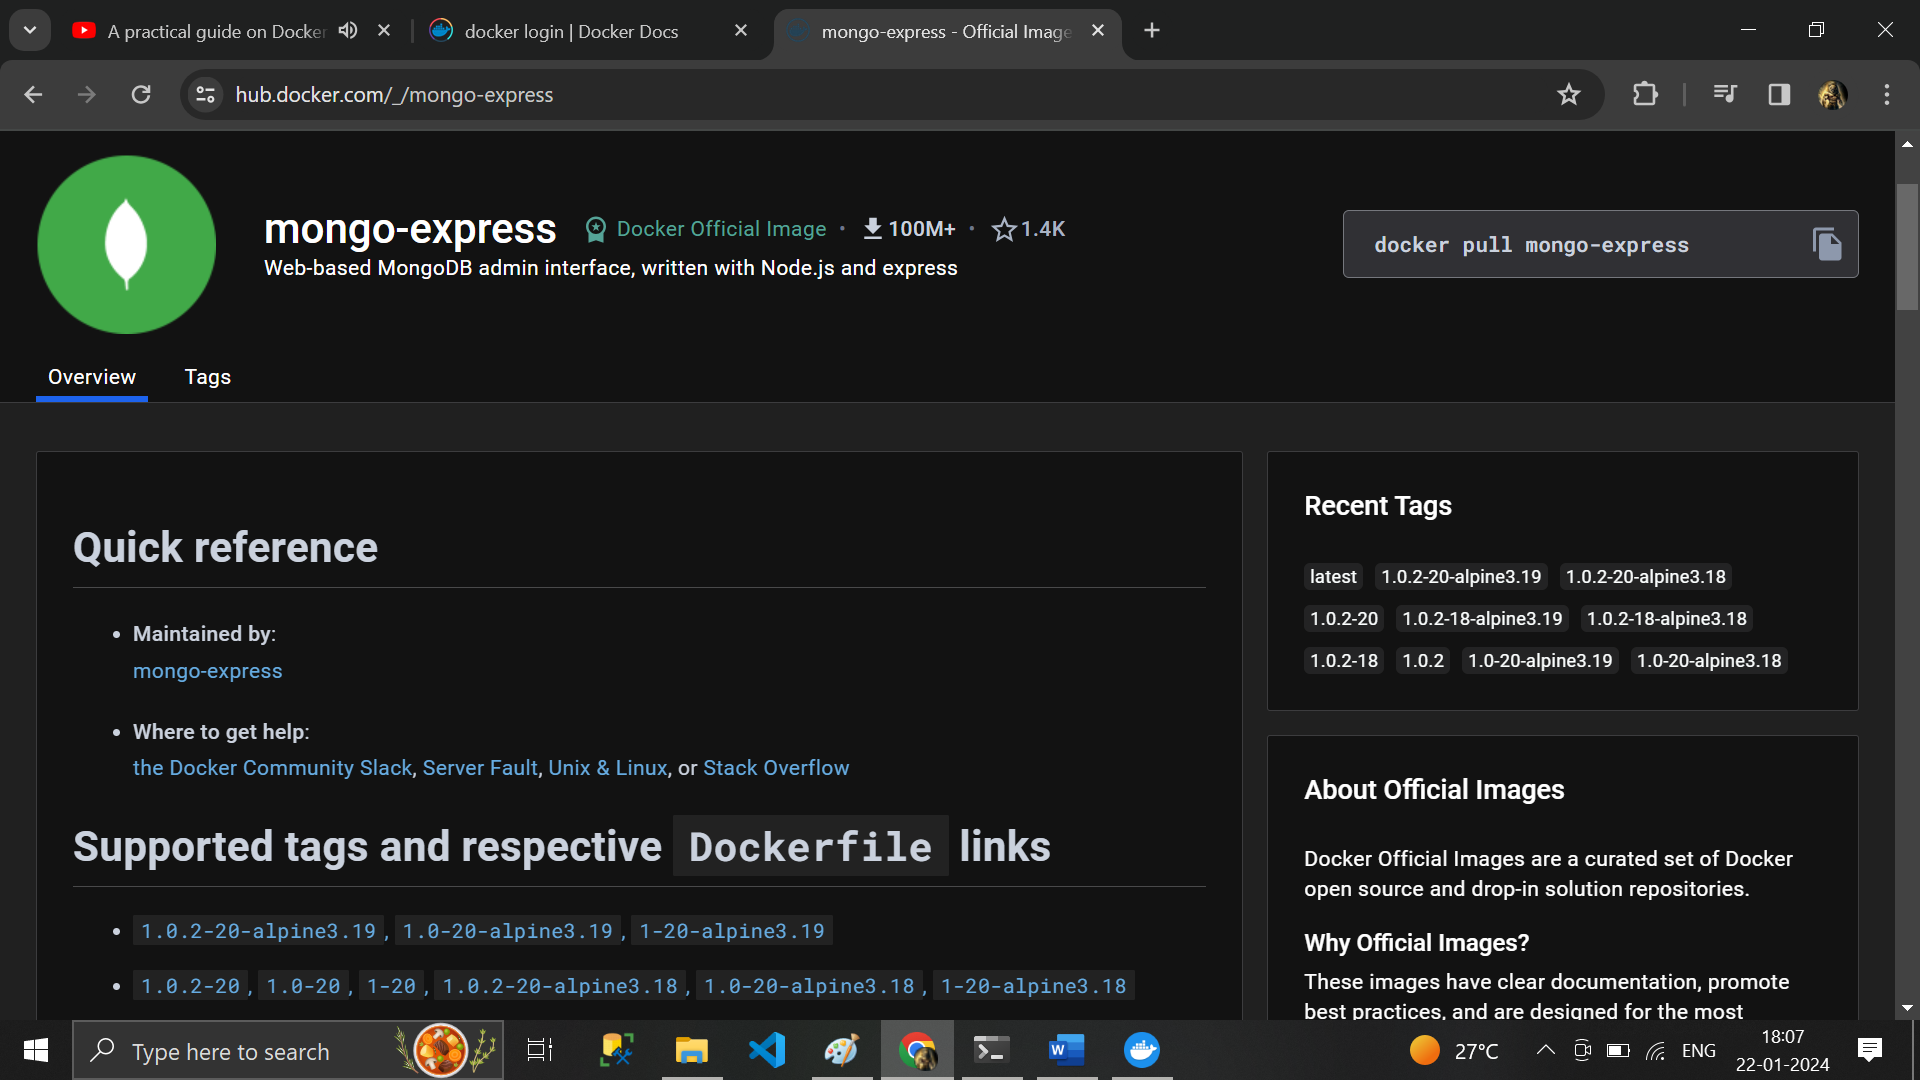 A practical guide on Docker
docker login | Docker Docs
mongo-express - Official Image
hub.docker.com/_/mongo-express
mongo-express
Docker Official Image • 100M+ • 1.4K
Web-based MongoDB admin interface, written with Node.js and express
docker pull mongo-express
Overview
Tags
Quick reference
• Maintained by:
mongo-express
• Where to get help:
the Docker Community Slack, Server Fault, Unix & Linux, or Stack Overflow
Supported tags and respective Dockerfile links
• 1.0.2-20-alpine3.19, 1.0-20-alpine3.19, 1-20-alpine3.19
• 1.0.2-20, 1.0-20, 1-20, 1.0.2-20-alpine3.18, 1.0-20-alpine3.18, 1-20-alpine3.18
Recent Tags
latest 1.0.2-20-alpine3.19 1.0.2-20-alpine3.18
1.0.2-20 1.0.2-18-alpine3.19 1.0.2-18-alpine3.18
1.0.2-18 1.0.2 1.0-20-alpine3.19 1.0-20-alpine3.18
About Official Images
Docker Official Images are a curated set of Docker
open source and drop-in solution repositories.
Why Official Images?
These images have clear documentation, promote
best practices, and are designed for the most
Type here to search
27°C
ENG
18:07
22-01-2024